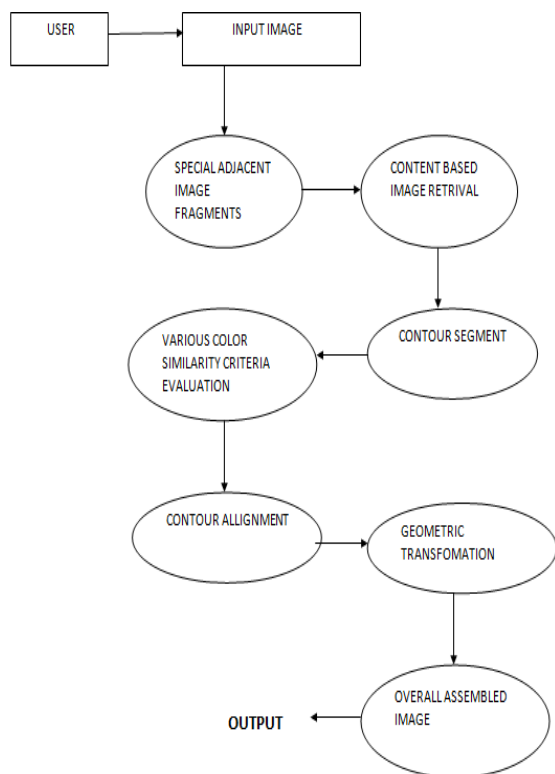 USER
INPUT IMAGE
SPECIAL ADJACENT
IMAGE
FRAGMENTS
CONTENT BASED
IMAGE RETRIVAL
CONTOUR SEGMENT
VARIOUS COLOR
SIMILARITY CRITERIA
EVALUATION
CONTOUR ALLIGNMENT
GEOMETRIC
TRANSFOMATION
OVERALL ASSEMBLED
IMAGE
OUTPUT